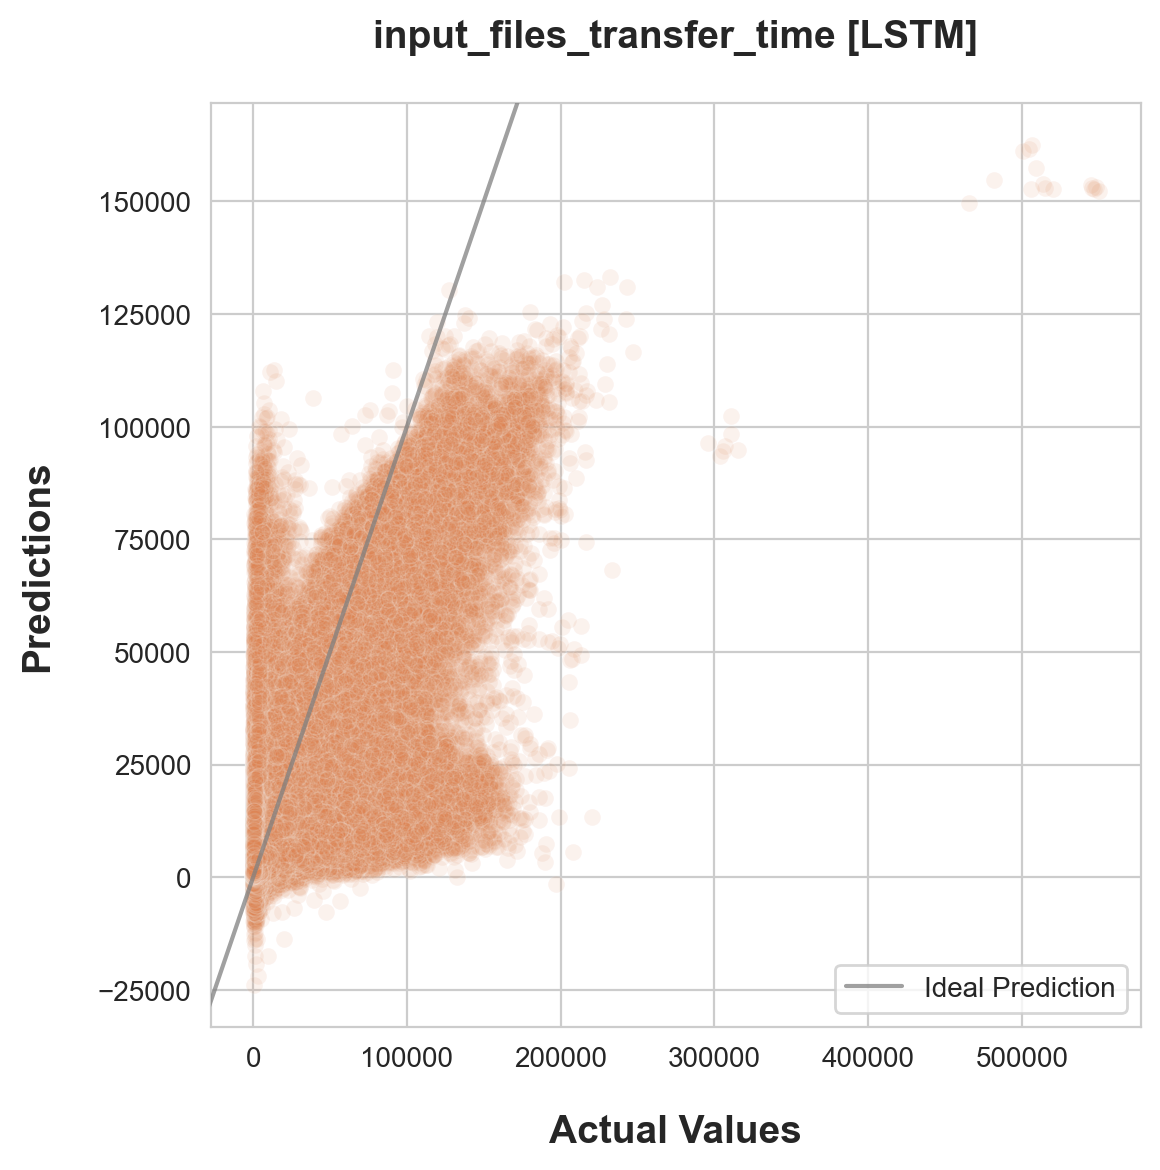 input_files_transfer_time [LSTM]
Predictions
150000
125000
100000
75000
50000
25000
0
−25000
Ideal Prediction
0 100000 200000 300000 400000 500000
Actual Values